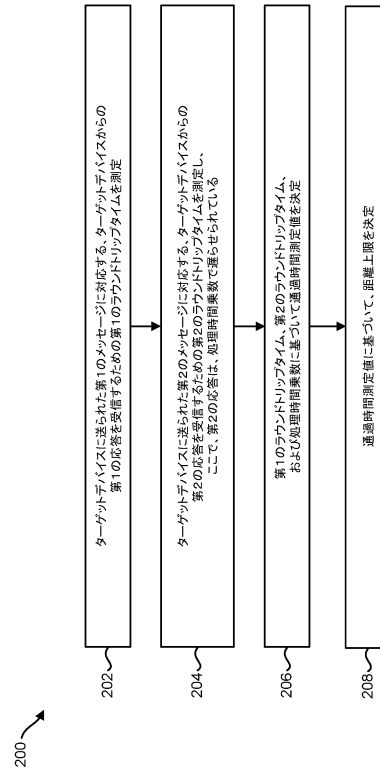 200
202
ターゲットデバイスに送られた第1のメッセージに対応する、ターゲットデバイスからの
第1の応答を受信するための第1のラウンドトリップタイムを測定
204
ターゲットデバイスに送られた第2のメッセージに対応する、ターゲットデバイスからの
第2の応答を受信するための第2のラウンドトリップタイムを測定し、
ここで、第2の応答は、処理時間乗数で遅らせられている
206
第1のラウンドトリップタイム、第2のラウンドトリップタイム、
および処理時間乗数に基づいて通過時間測定値を決定
208
通過時間測定値に基づいて、距離上限を決定